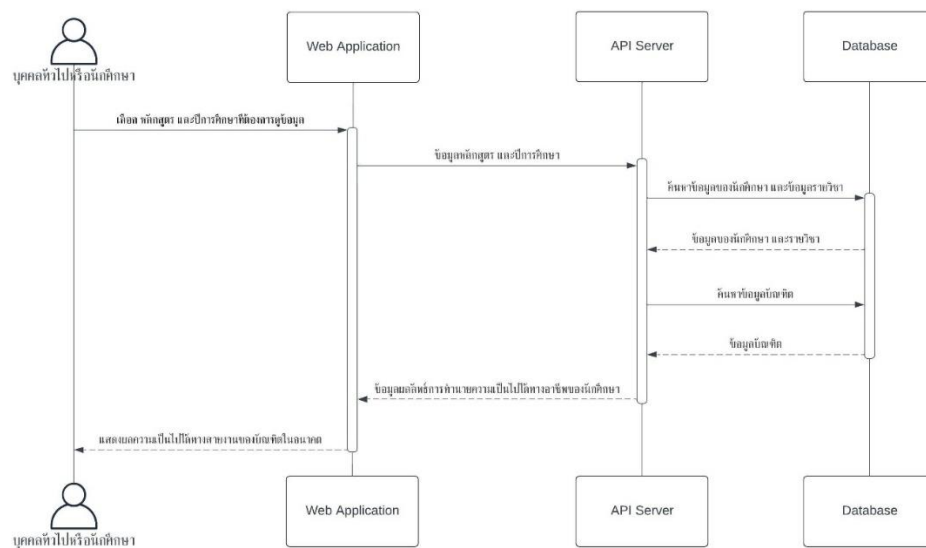 บุคคลทั่วไปหรือนักศึกษา
Web Application
API Server
Database
เลือก หลักสูตร และปีการศึกษาที่ต้องการดูข้อมูล
ข้อมูลหลักสูตร และปีการศึกษา
ค้นหาข้อมูลของนักศึกษา และข้อมูลรายวิชา
ข้อมูลของนักศึกษา และรายวิชา
ค้นหาข้อมูลบัณฑิต
ข้อมูลบัณฑิต
ข้อมูลผลลัพธ์การทำนายความเป็นไปได้ทางอาชีพของนักศึกษา
แสดงผลความเป็นไปได้ทางสายงานของบัณฑิตในอนาคต
บุคคลทั่วไปหรือนักศึกษา
Web Application
API Server
Database